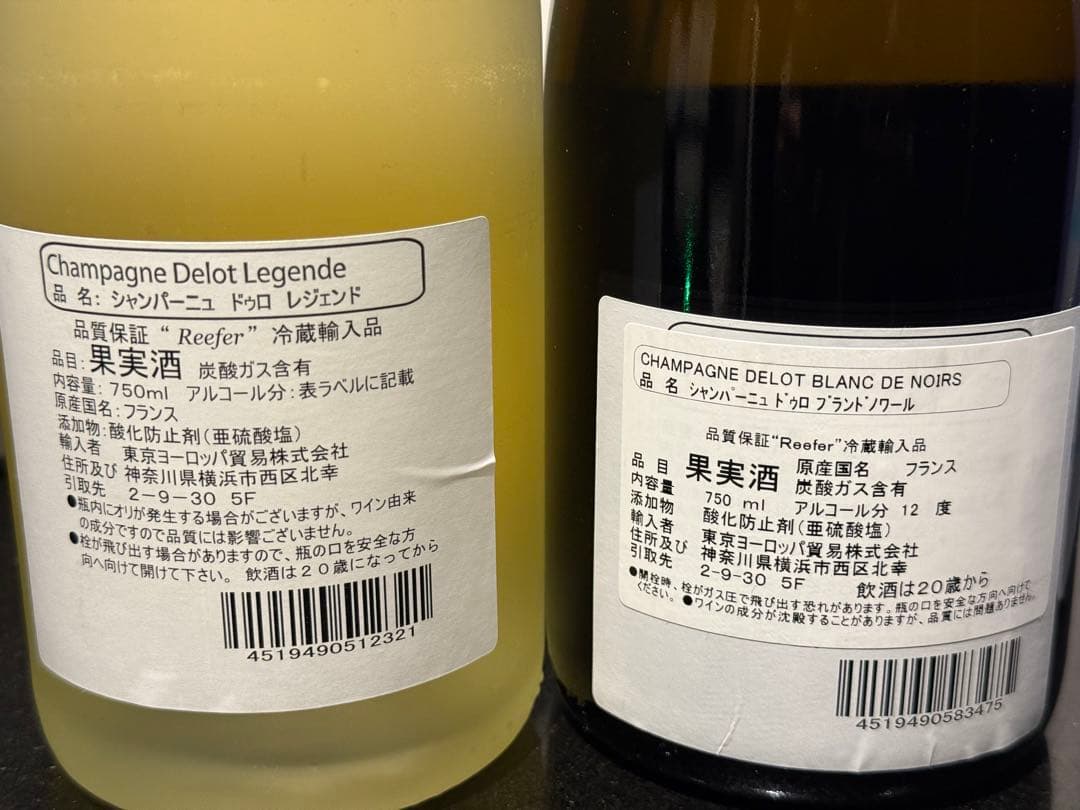 Champagne Delot Legende
品 名: シャンパーニュ ドゥロ レジェンド
品質保証 “Reefer” 冷蔵輸入品
品目: 果実酒 炭酸ガス含有
内容量: 750ml アルコール分: 表ラベルに記載
原産国名: フランス
添加物: 酸化防止剤(亜硫酸塩)
輸入者 東京ヨーロッパ貿易株式会社
住所及び 神奈川県横浜市西区北幸
引取先 2-9-30 5F
●瓶内にオリが発生する場合がございますが、ワイン由来
の成分ですので品質には影響ございません。
●栓が飛び出す場合がありますので、瓶の口を安全な方
向へ向けて開けて下さい。 飲酒は20歳になってから
4519490512321
CHAMPAGNE DELOT BLANC DE NOIRS
品 名 シャンパーニュ ドゥロ ブランドノワール
品質保証“Reefer”冷蔵輸入品
品 目 果実酒 原産国名 フランス
炭酸ガス含有
内容量 750 ml アルコール分 12 度
添加物 酸化防止剤(亜硫酸塩)
輸入者 東京ヨーロッパ貿易株式会社
住所及び 神奈川県横浜市西区北幸
引取先 2-9-30 5F 飲酒は20歳から
●開栓時、栓がガス圧で飛び出す恐れがあります。瓶の口を安全な方向へ向けて
ください。 ●ワインの成分が沈殿することがありますが、品質には問題ありません。
4519490583475